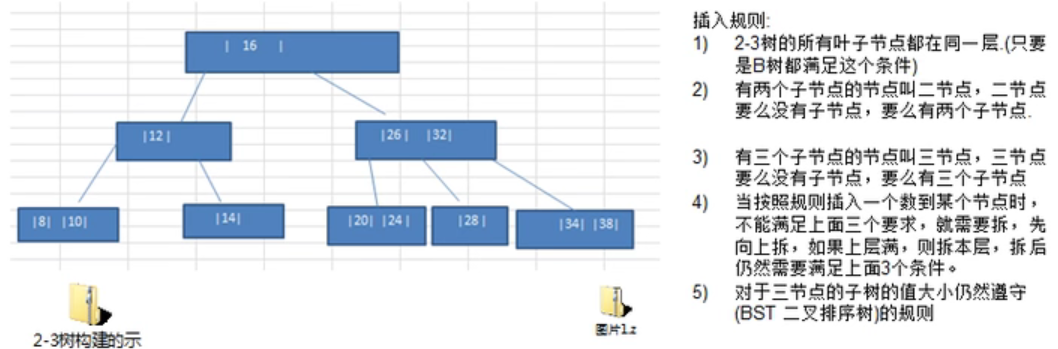 | 16 |
|12 |
|26 | |32|
|8| |10|
|14|
|20 |24 |
|28 |
|34| |38|
2-3树构建的示
图片1.z
插入规则:
1) 2-3树的所有叶子节点都在同一层.(只要
是B树都满足这个条件)
2) 有两个子节点的节点叫二节点，二节点
要么没有子节点，要么有两个子节点.
3) 有三个子节点的节点叫三节点，三节点
要么没有子节点，要么有三个子节点
4) 当按照规则插入一个数到某个节点时，
不能满足上面三个要求，就需要拆，先
向上拆，如果上层满，则拆本层，拆后
仍然需要满足上面3个条件。
5) 对于三节点的子树的值大小仍然遵守
(BST 二叉排序树)的规则